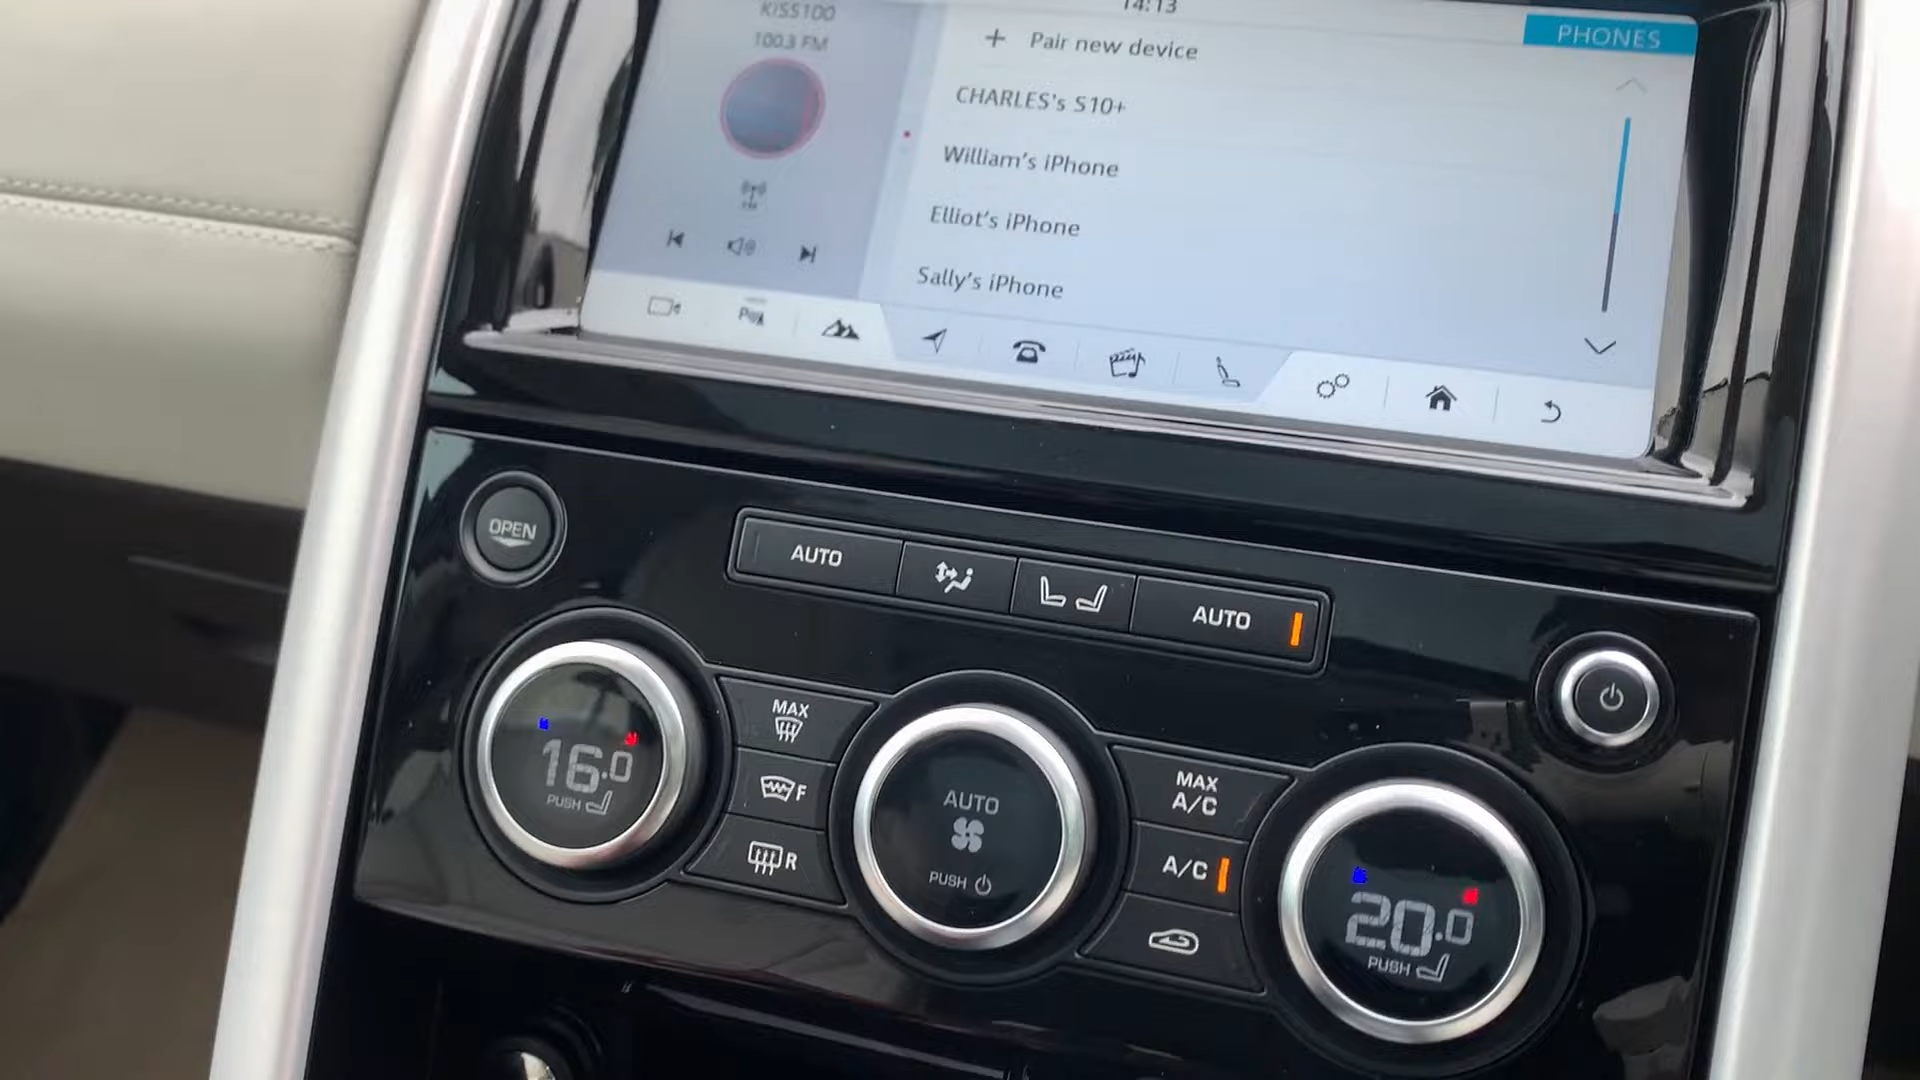 14:13
KISS100
100.3 FM
PHONES
+ Pair new device
CHARLES's S10+
William's iPhone
Elliot's iPhone
Sally's iPhone
OPEN
AUTO
AUTO
MAX
16.0
PUSH
F
R
AUTO
PUSH
MAX
A/C
A/C
20.0
PUSH